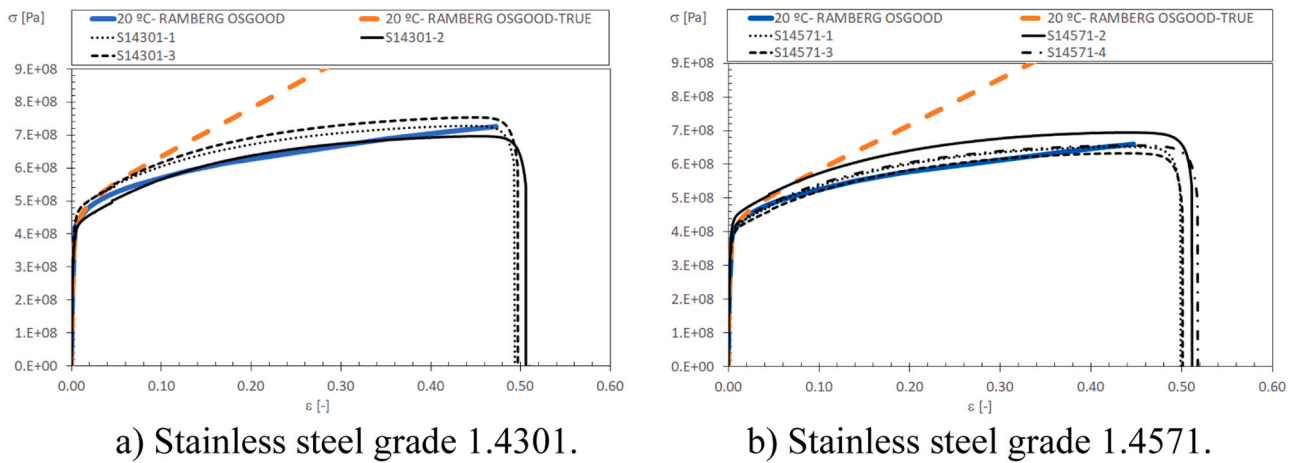 σ [Pa]
20 ºC- RAMBERG OSGOOD
20 ºC- RAMBERG OSGOOD-TRUE
S14301-1
S14301-2
S14301-3
9.E+08
8.E+08
7.E+08
6.E+08
5.E+08
4.E+08
3.E+08
2.E+08
1.E+08
0.E+00
0.00 0.10 0.20 0.30 0.40 0.50 0.60
ε [-]
a) Stainless steel grade 1.4301.
σ [Pa]
20 ºC- RAMBERG OSGOOD
20 ºC- RAMBERG OSGOOD-TRUE
S14571-1
S14571-2
S14571-3
S14571-4
9.E+08
8.E+08
7.E+08
6.E+08
5.E+08
4.E+08
3.E+08
2.E+08
1.E+08
0.E+00
0.00 0.10 0.20 0.30 0.40 0.50 0.60
ε [-]
b) Stainless steel grade 1.4571.